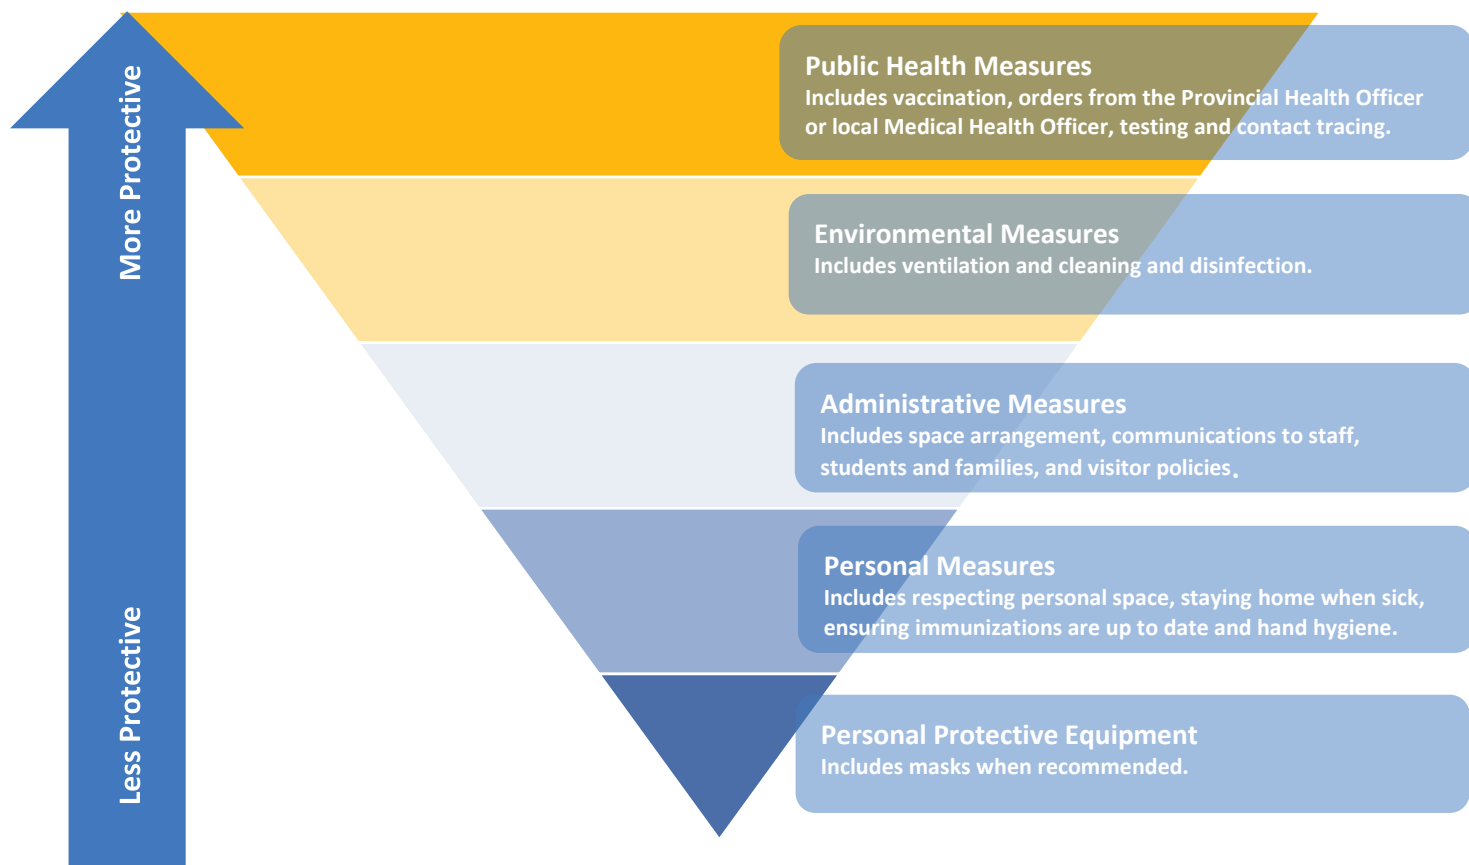 More Protective
Less Protective
Public Health Measures
Includes vaccination, orders from the Provincial Health Officer
or local Medical Health Officer, testing and contact tracing.
Environmental Measures
Includes ventilation and cleaning and disinfection.
Administrative Measures
Includes space arrangement, communications to staff,
students and families, and visitor policies.
Personal Measures
Includes respecting personal space, staying home when sick,
ensuring immunizations are up to date and hand hygiene.
Personal Protective Equipment
Includes masks when recommended.